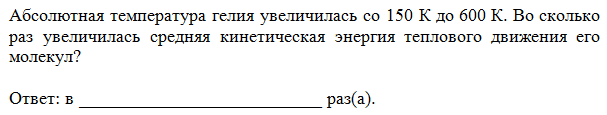 Абсолютная температура гелия увеличилась со 150 К до 600 К. Во сколько
раз увеличилась средняя кинетическая энергия теплового движения его
молекул?
Ответ: в ___________________________ раз(а).